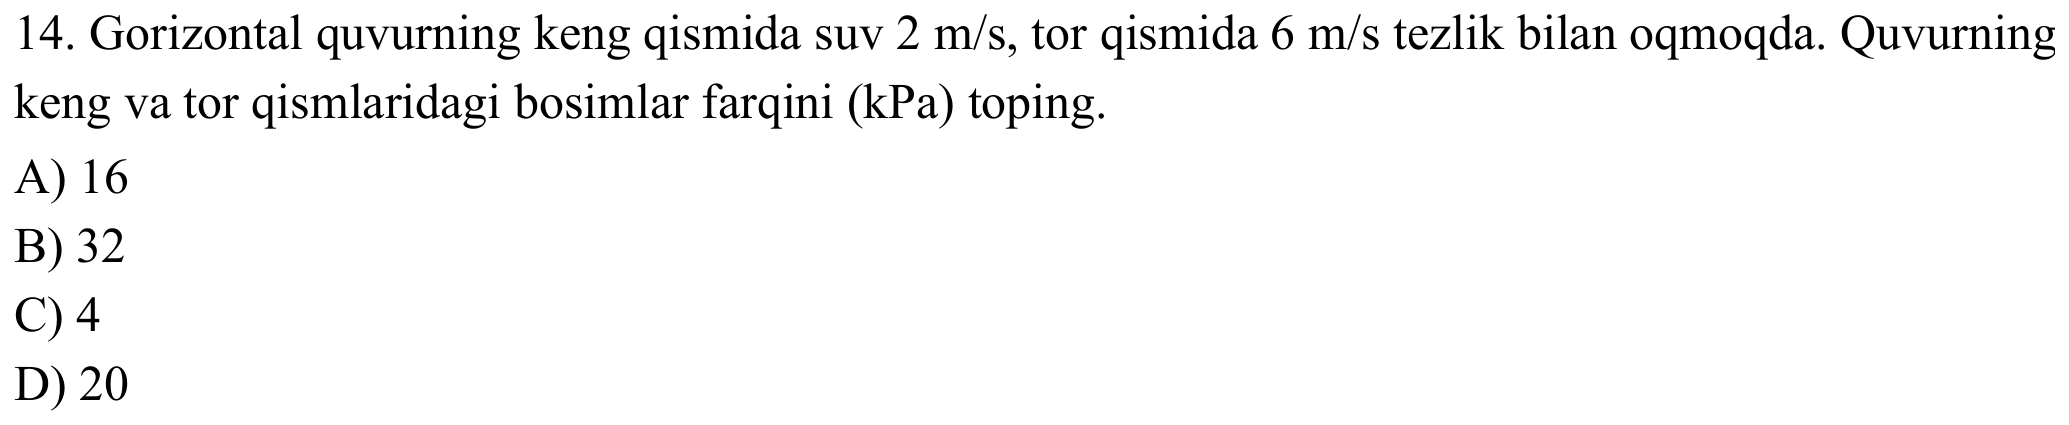 14. Gorizontal quvurning keng qismida suv 2 m/s, tor qismida 6 m/s tezlik bilan oqmoqda. Quvurning
keng va tor qismlaridagi bosimlar farqini (kPa) toping.
A) 16
B) 32
C) 4
D) 20